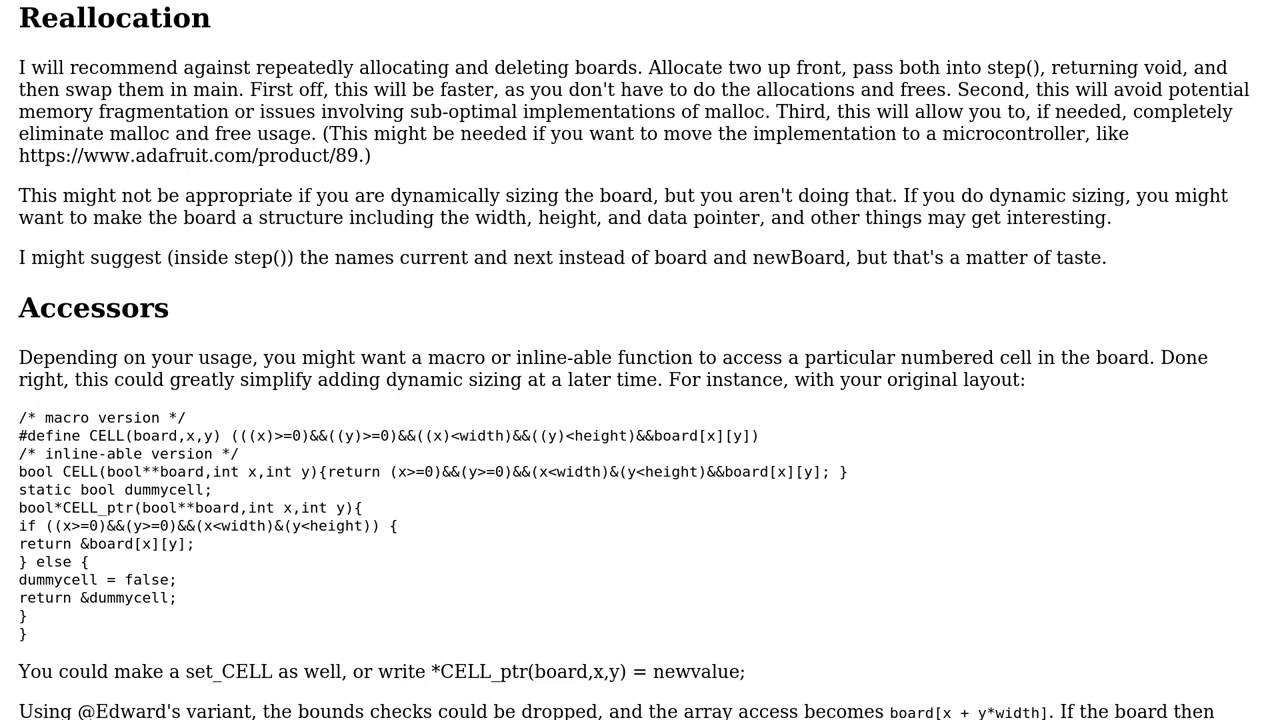 Reallocation
I will recommend against repeatedly allocating and deleting boards. Allocate two up front, pass both into step(), returning void, and
then swap them in main. First off, this will be faster, as you don't have to do the allocations and frees. Second, this will avoid potential
memory fragmentation or issues involving sub-optimal implementations of malloc. Third, this will allow you to, if needed, completely
eliminate malloc and free usage. (This might be needed if you want to move the implementation to a microcontroller, like
https://www.adafruit.com/product/89.)
This might not be appropriate if you are dynamically sizing the board, but you aren't doing that. If you do dynamic sizing, you might
want to make the board a structure including the width, height, and data pointer, and other things may get interesting.
I might suggest (inside step()) the names current and next instead of board and newBoard, but that's a matter of taste.
Accessors
Depending on your usage, you might want a macro or inline-able function to access a particular numbered cell in the board. Done
right, this could greatly simplify adding dynamic sizing at a later time. For instance, with your original layout:
/* macro version */
#define CELL(board,x,y) (((x)>=0)&&((y)>=0)&&((x)<width)&&((y)<height)&&board[x][y])
/* inline-able version */
bool CELL(bool**board,int x,int y){return (x>=0)&&(y>=0)&&(x<width)&(y<height)&&board[x][y]; }
static bool dummycell;
bool*CELL_ptr(bool**board,int x,int y){
if ((x>=0)&&(y>=0)&&(x<width)&(y<height)) {
return &board[x][y];
} else {
dummycell = false;
return &dummycell;
}
}
You could make a set_CELL as well, or write *CELL_ptr(board,x,y) = newvalue;
Using @Edward's variant, the bounds checks could be dropped, and the array access becomes board[x + y*width]. If the board then